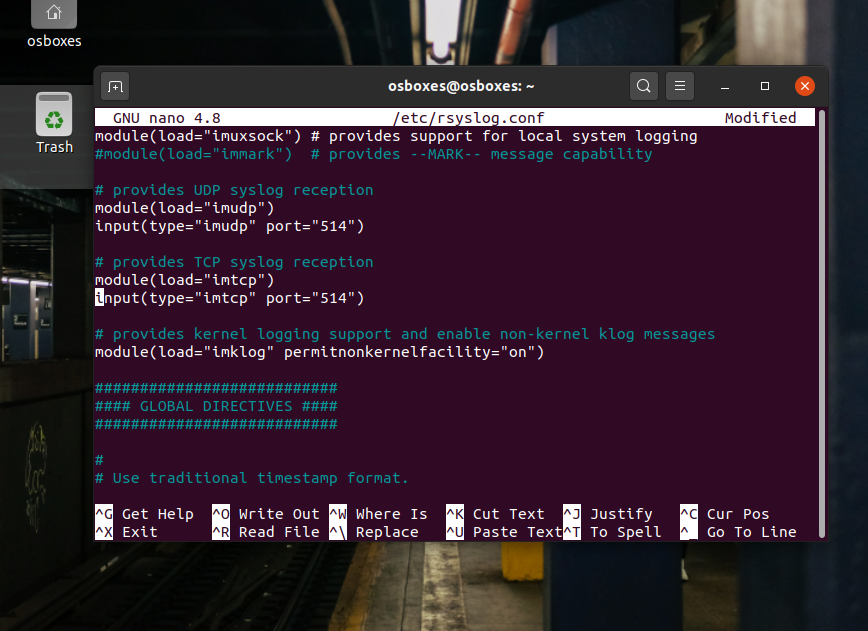 osboxes
Trash
osboxes@osboxes: ~
GNU nano 4.8 /etc/rsyslog.conf Modified
module(load="imuxsock") # provides support for local system logging
#module(load="immark")  # provides --MARK-- message capability
# provides UDP syslog reception
module(load="imudp")
input(type="imudp" port="514")
# provides TCP syslog reception
module(load="imtcp")
input(type="imtcp" port="514")
# provides kernel logging support and enable non-kernel klog messages
module(load="imklog" permitnonkernelfacility="on")
###########################
#### GLOBAL DIRECTIVES ####
###########################
#
# Use traditional timestamp format.
^G Get Help ^O Write Out ^W Where Is ^K Cut Text ^J Justify ^C Cur Pos
^X Exit ^R Read File ^\ Replace ^U Paste Text ^T To Spell ^_ Go To Line